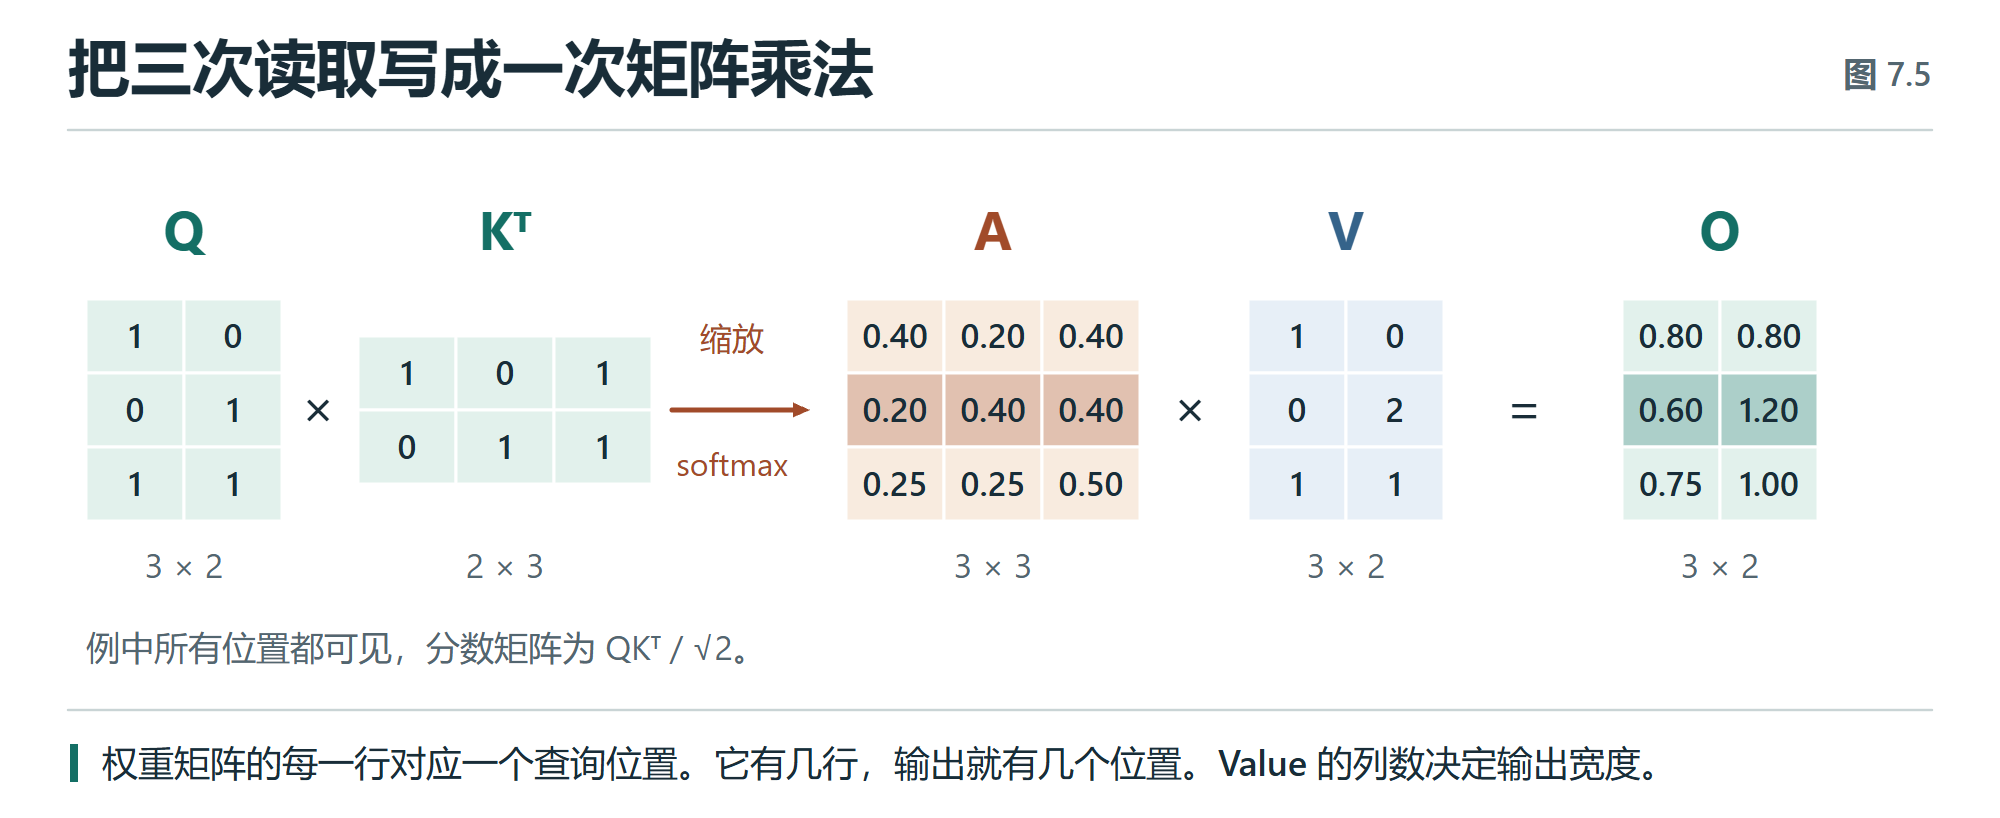 把三次读取写成一次矩阵乘法
图 7.5
Q Kᵀ A V O
1 0
0 1
1 1
×
1 0 1
0 1 1
缩放
softmax
0.40 0.20 0.40
0.20 0.40 0.40
0.25 0.25 0.50
×
1 0
0 2
1 1
=
0.80 0.80
0.60 1.20
0.75 1.00
3 × 2 2 × 3 3 × 3 3 × 2 3 × 2
例中所有位置都可见，分数矩阵为 QKᵀ / √2。
权重矩阵的每一行对应一个查询位置。它有几行，输出就有几个位置。Value 的列数决定输出宽度。